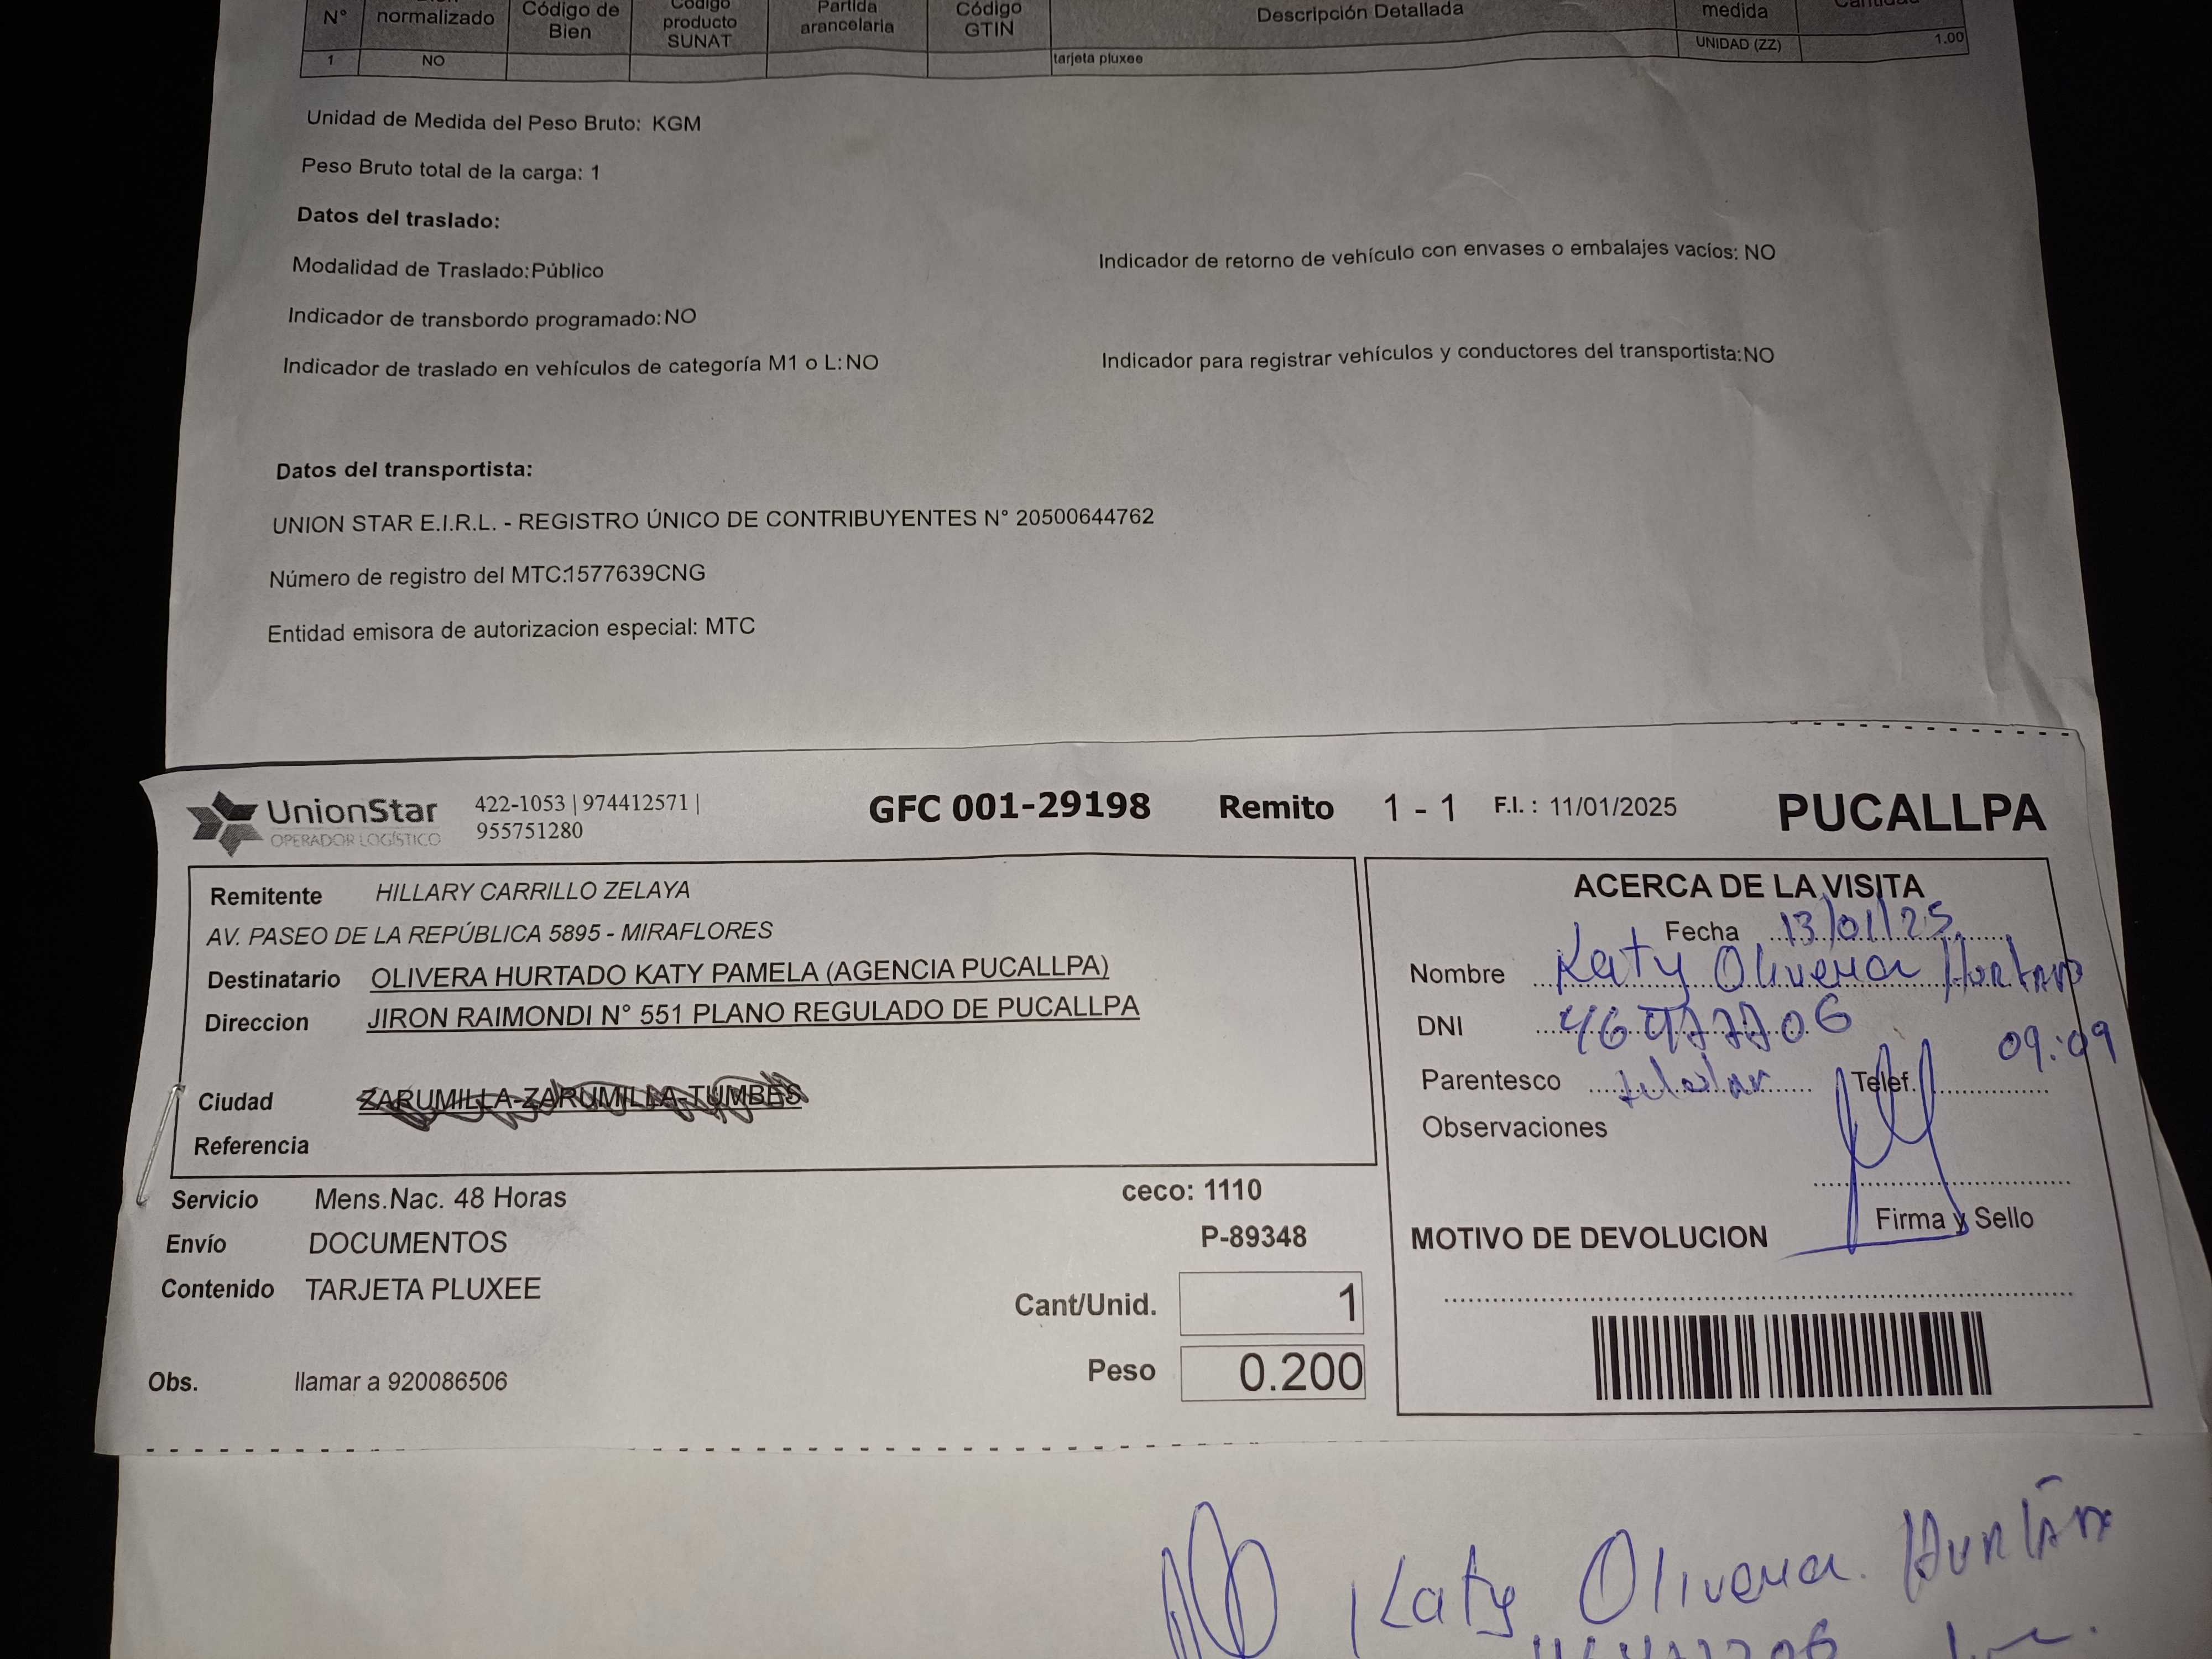 N° normalizado Código de Bien Código producto SUNAT Partida arancelaria Código GTIN Descripción Detallada medida Cantidad
1 NO tarjeta pluxee UNIDAD (ZZ) 1.00
Unidad de Medida del Peso Bruto: KGM
Peso Bruto total de la carga: 1
Datos del traslado:
Modalidad de Traslado:Público
Indicador de retorno de vehículo con envases o embalajes vacíos: NO
Indicador de transbordo programado:NO
Indicador de traslado en vehículos de categoría M1 o L:NO
Indicador para registrar vehículos y conductores del transportista:NO
Datos del transportista:
UNION STAR E.I.R.L. - REGISTRO ÚNICO DE CONTRIBUYENTES N° 20500644762
Número de registro del MTC:1577639CNG
Entidad emisora de autorizacion especial: MTC
UnionStar
OPERADOR LOGÍSTICO
422-1053 | 974412571 |
955751280
GFC 001-29198 Remito 1 - 1 F.I. : 11/01/2025 PUCALLPA
Remitente HILLARY CARRILLO ZELAYA
AV. PASEO DE LA REPÚBLICA 5895 - MIRAFLORES
Destinatario OLIVERA HURTADO KATY PAMELA (AGENCIA PUCALLPA)
Direccion JIRON RAIMONDI N° 551 PLANO REGULADO DE PUCALLPA
Ciudad ZARUMILLA-ZARUMILLA-TUMBES
Referencia
Servicio Mens.Nac. 48 Horas
Envío DOCUMENTOS
Contenido TARJETA PLUXEE
Obs. llamar a 920086506
ceco: 1110
P-89348
Cant/Unid. 1
Peso 0.200
ACERCA DE LA VISITA
Fecha 13/01/25
Nombre Katy Olivera Hurtado
DNI
09:09
Parentesco titular Telef.
Observaciones
Firma y Sello
MOTIVO DE DEVOLUCION
Katy Olivera Hurtado